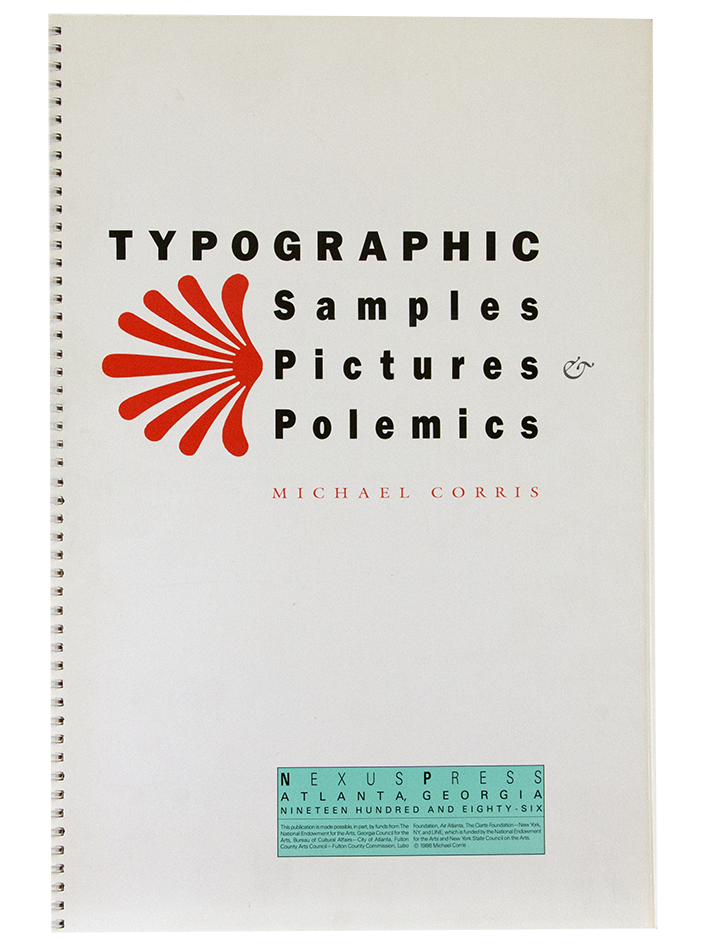 TYPOGRAPHIC
Samples
Pictures &
Polemics
MICHAEL CORRIS
NEXUS PRESS
ATLANTA, GEORGIA
NINETEEN HUNDRED AND EIGHTY-SIX
This publication is made possible, in part, by funds from The
National Endowment for the Arts, Georgia Council for the
Arts, Bureau of Cultural Affairs—City of Atlanta, Fulton
County Arts Council—Fulton County Commission, Lubo
Foundation, Air Atlanta, The Clarte Foundation—New York,
NY, and LINE, which is funded by the National Endowment
for the Arts and New York State Council on the Arts.
© 1986 Michael Corris